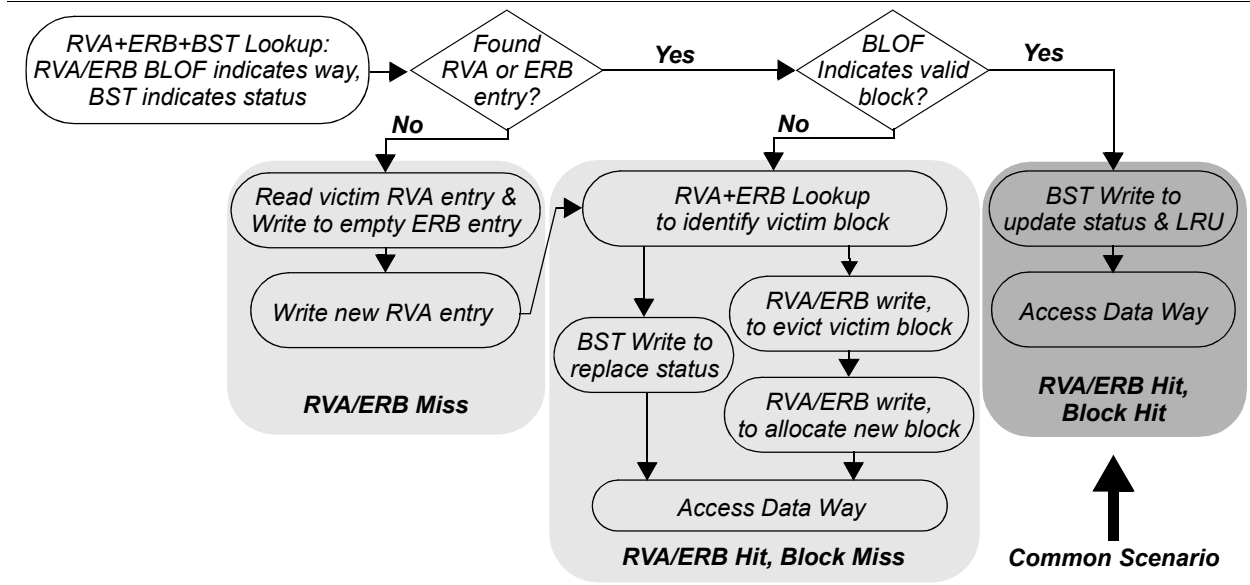 RVA+ERB+BST Lookup:
RVA/ERB BLOF indicates way,
BST indicates status
Found
RVA or ERB
entry?
Yes
BLOF
Indicates valid
block?
Yes
No
No
Read victim RVA entry &
Write to empty ERB entry
Write new RVA entry
RVA/ERB Miss
RVA+ERB Lookup
to identify victim block
BST Write to
replace status
RVA/ERB write,
to evict victim block
RVA/ERB write,
to allocate new block
Access Data Way
RVA/ERB Hit, Block Miss
BST Write to
update status & LRU
Access Data Way
RVA/ERB Hit,
Block Hit
Common Scenario